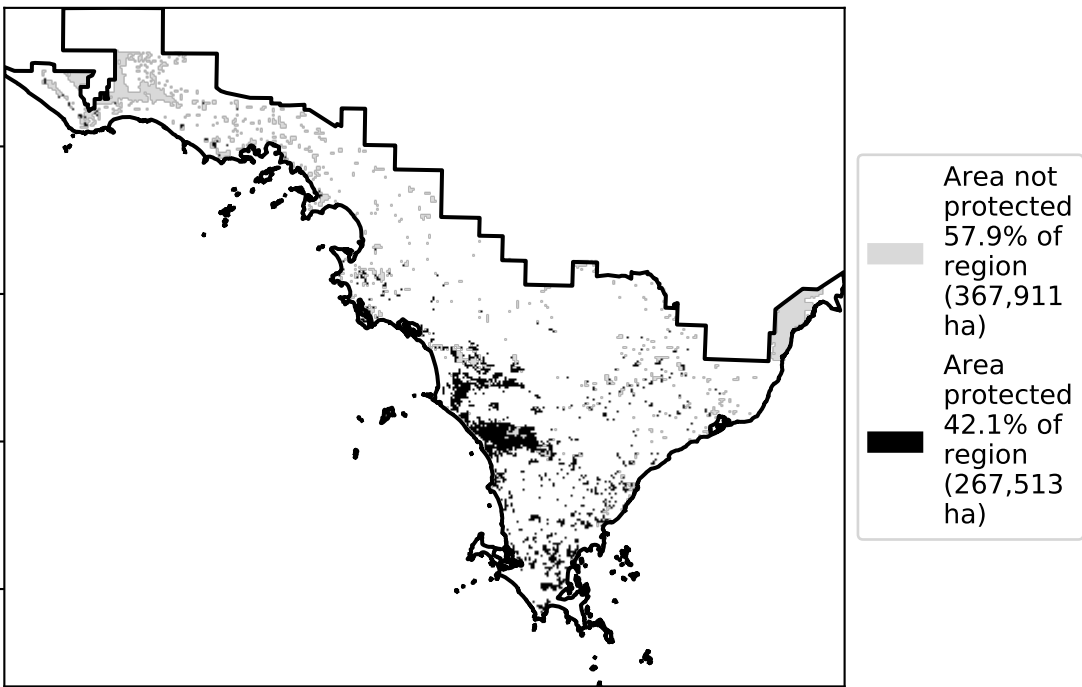 Area not
protected
57.9% of
region
(367,911
ha)
Area
protected
42.1% of
region
(267,513
ha)